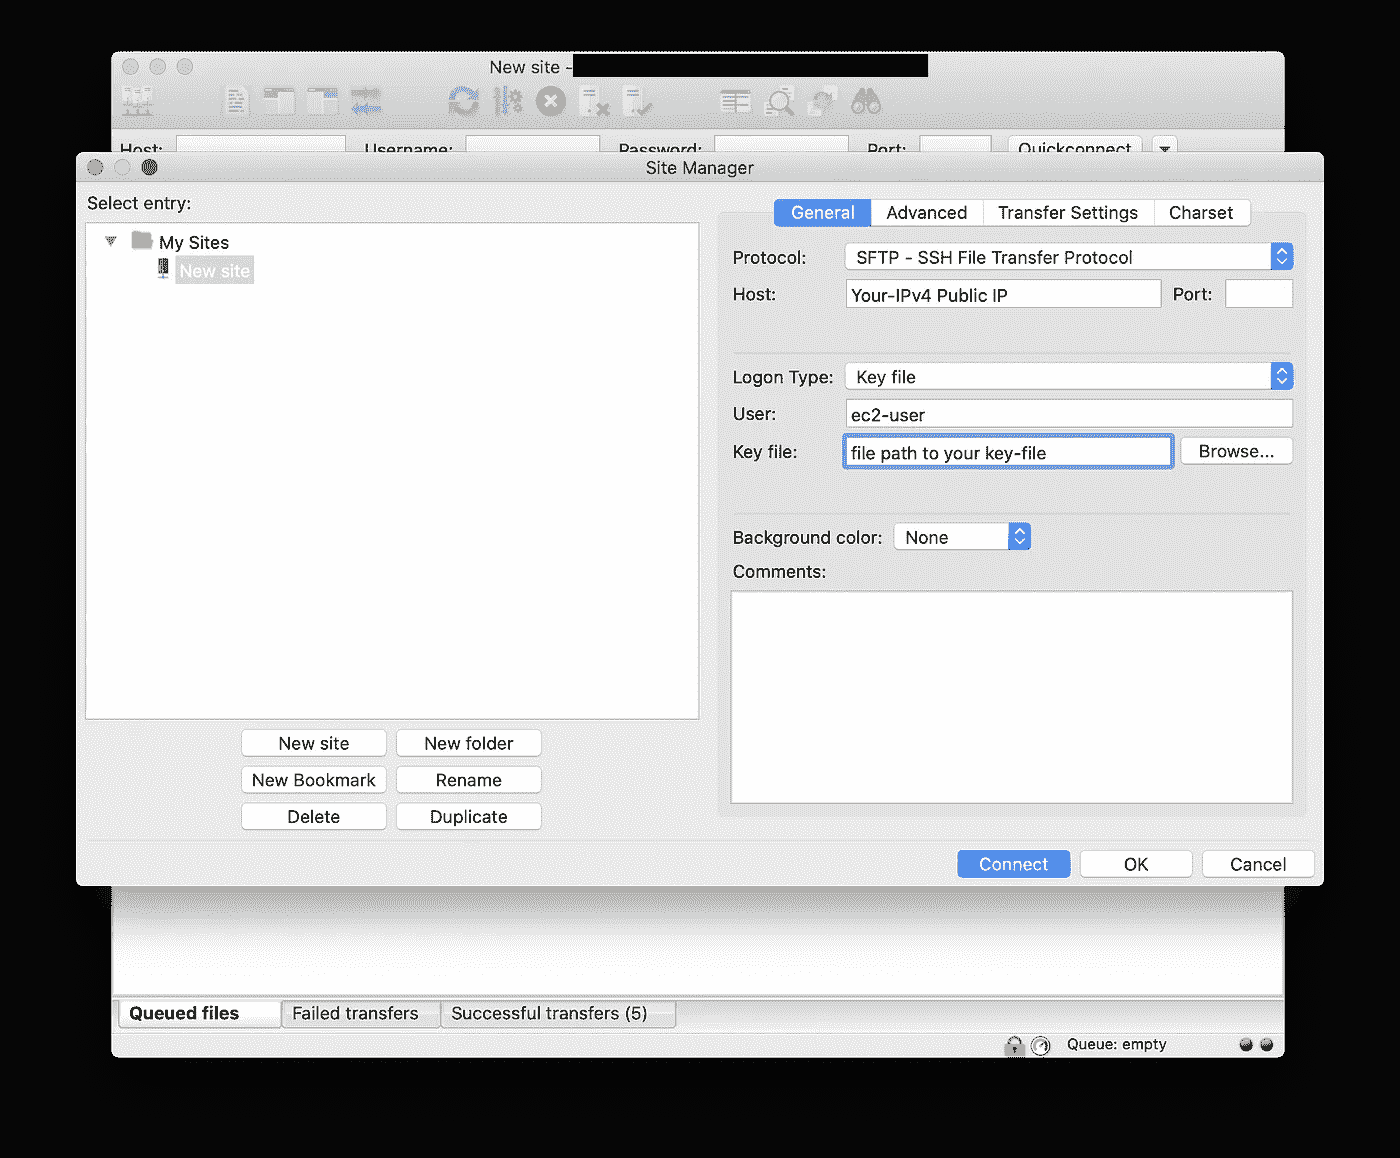 New site -
Host: Username: Password: Port: Quickconnect
Site Manager
Select entry:
My Sites
New site
New site New folder
New Bookmark Rename
Delete Duplicate
General Advanced Transfer Settings Charset
Protocol: SFTP - SSH File Transfer Protocol
Host: Your-IPv4 Public IP Port:
Logon Type: Key file
User: ec2-user
Key file: file path to your key-file Browse...
Background color: None
Comments:
Connect OK Cancel
Queued files Failed transfers Successful transfers (5)
Queue: empty